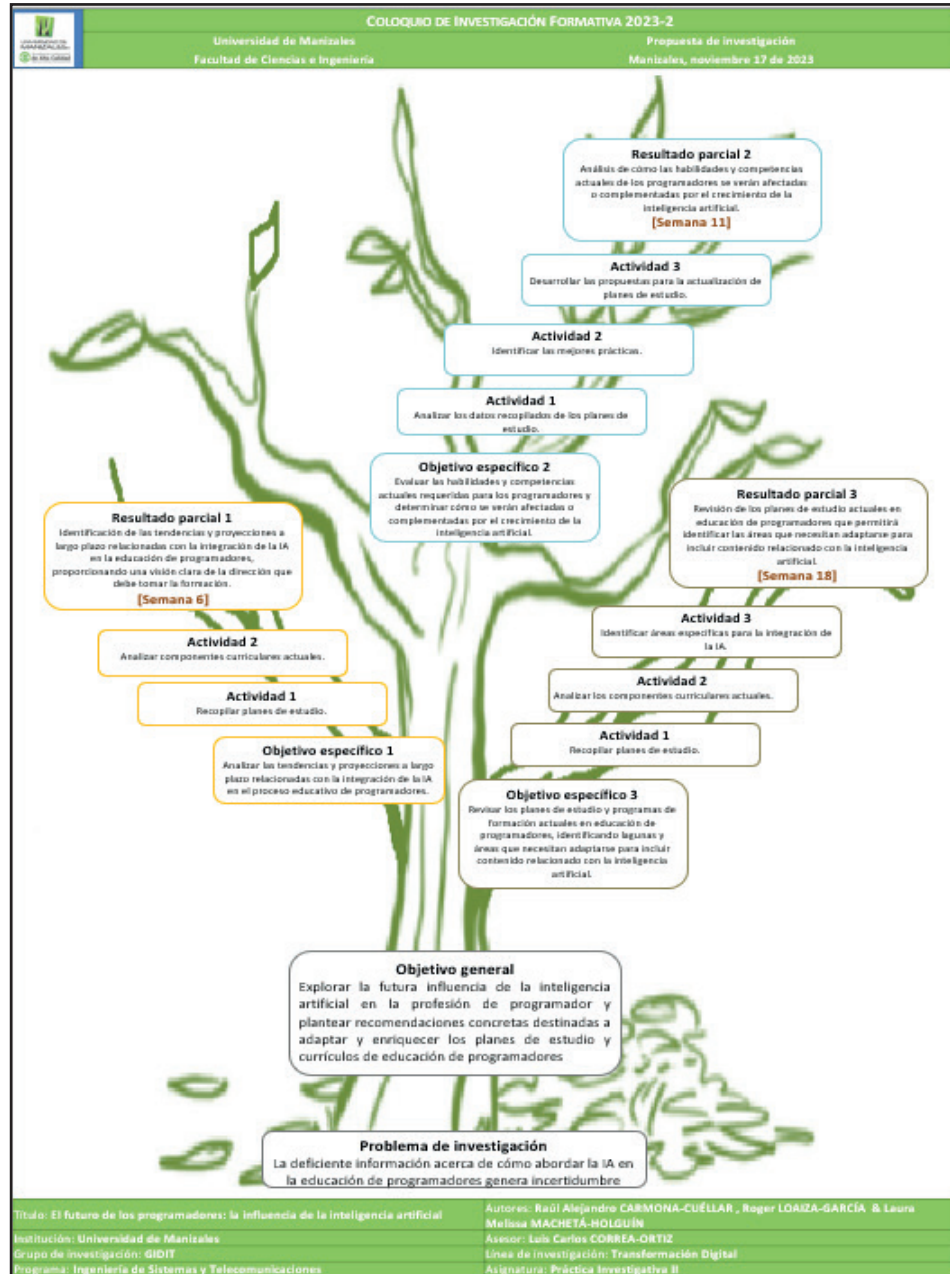 COLOQUIO DE INVESTIGACIÓN FORMATIVA 2023-2
UNIVERSIDAD DE
MANIZALES
Universidad de Manizales
Facultad de Ciencias e Ingeniería
Propuesta de investigación
Manizales, noviembre 17 de 2023
Resultado parcial 2
Análisis de cómo las habilidades y competencias
actuales de los programadores se verán afectadas
o complementadas por el crecimiento de la
inteligencia artificial.
[Semana 11]
Actividad 3
Desarrollar las propuestas para la actualización de
planes de estudio.
Actividad 2
Identificar las mejores prácticas.
Actividad 1
Analizar los datos recopilados de los planes de
estudio.
Objetivo específico 2
Evaluar las habilidades y competencias
actuales requeridas para los programadores y
determinar cómo se verán afectadas o
complementadas por el crecimiento de la
inteligencia artificial.
Resultado parcial 1
Identificación de las tendencias y proyecciones a
largo plazo relacionadas con la integración de la IA
en la educación de programadores,
proporcionando una visión clara de la dirección que
debe tomar la formación.
[Semana 6]
Actividad 2
Analizar componentes curriculares actuales.
Actividad 1
Recopilar planes de estudio.
Objetivo específico 1
Analizar las tendencias y proyecciones a largo
plazo relacionadas con la integración de la IA
en el proceso educativo de programadores.
Resultado parcial 3
Revisión de los planes de estudio actuales en
educación de programadores que permitirá
identificar las áreas que necesitan adaptarse para
incluir contenido relacionado con la inteligencia
artificial.
[Semana 18]
Actividad 3
Identificar áreas específicas para la integración de
la IA.
Actividad 2
Analizar los componentes curriculares actuales.
Actividad 1
Recopilar planes de estudio.
Objetivo específico 3
Revisar los planes de estudio y programas de
formación actuales en educación de
programadores, identificando lagunas y
áreas que necesitan adaptarse para incluir
contenido relacionado con la inteligencia
artificial.
Objetivo general
Explorar la futura influencia de la inteligencia
artificial en la profesión de programador y
plantear recomendaciones concretas destinadas a
adaptar y enriquecer los planes de estudio y
currículos de educación de programadores
Problema de investigación
La deficiente información acerca de cómo abordar la IA en
la educación de programadores genera incertidumbre
Título: El futuro de los programadores: la influencia de la inteligencia artificial
Autores: Raúl Alejandro CARMONA-CUÉLLAR , Roger LOAIZA-GARCÍA & Laura
Melissa MACHETÁ-HOLGUÍN
Institución: Universidad de Manizales
Asesor: Luis Carlos CORREA-ORTIZ
Grupo de investigación: GIDIT
Línea de investigación: Transformación Digital
Programa: Ingeniería de Sistemas y Telecomunicaciones
Asignatura: Práctica Investigativa II